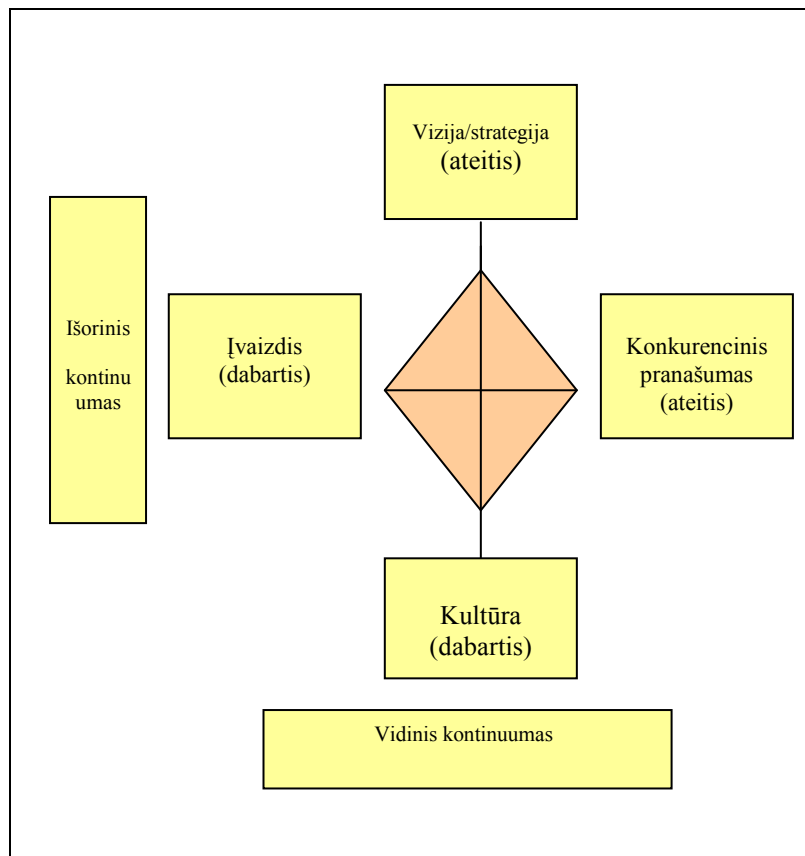 Vizija/strategija
(ateitis)
Išorinis
kontinu
umas
Įvaizdis
(dabartis)
Konkurencinis
pranašumas
(ateitis)
Kultūra
(dabartis)
Vidinis kontinuumas